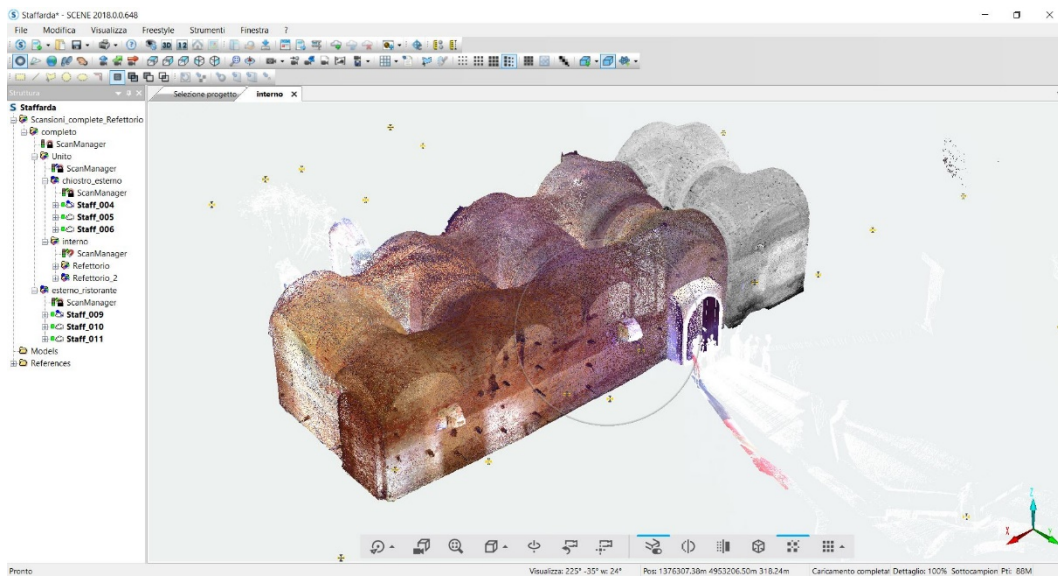 Staffarda* - SCENE 2018.0.0.648
File Modifica Visualizza Freestyle Strumenti Finestra ?
Struttura
Selezione progetto interno
S Staffarda
Scansioni_complete_Refettorio
completo
ScanManager
Unito
ScanManager
chiostro_esterno
ScanManager
Staff_004
Staff_005
Staff_006
interno
ScanManager
Refettorio
Refettorio_2
esterno_ristorante
ScanManager
Staff_009
Staff_010
Staff_011
Models
References
Z
X
Y
Pronto Visualizza: 225° -35° w: 24° Pos: 1376307.38m 4953206.50m 318.24m Caricamento completat Dettaglio: 100% Sottocampion Pti: 88M